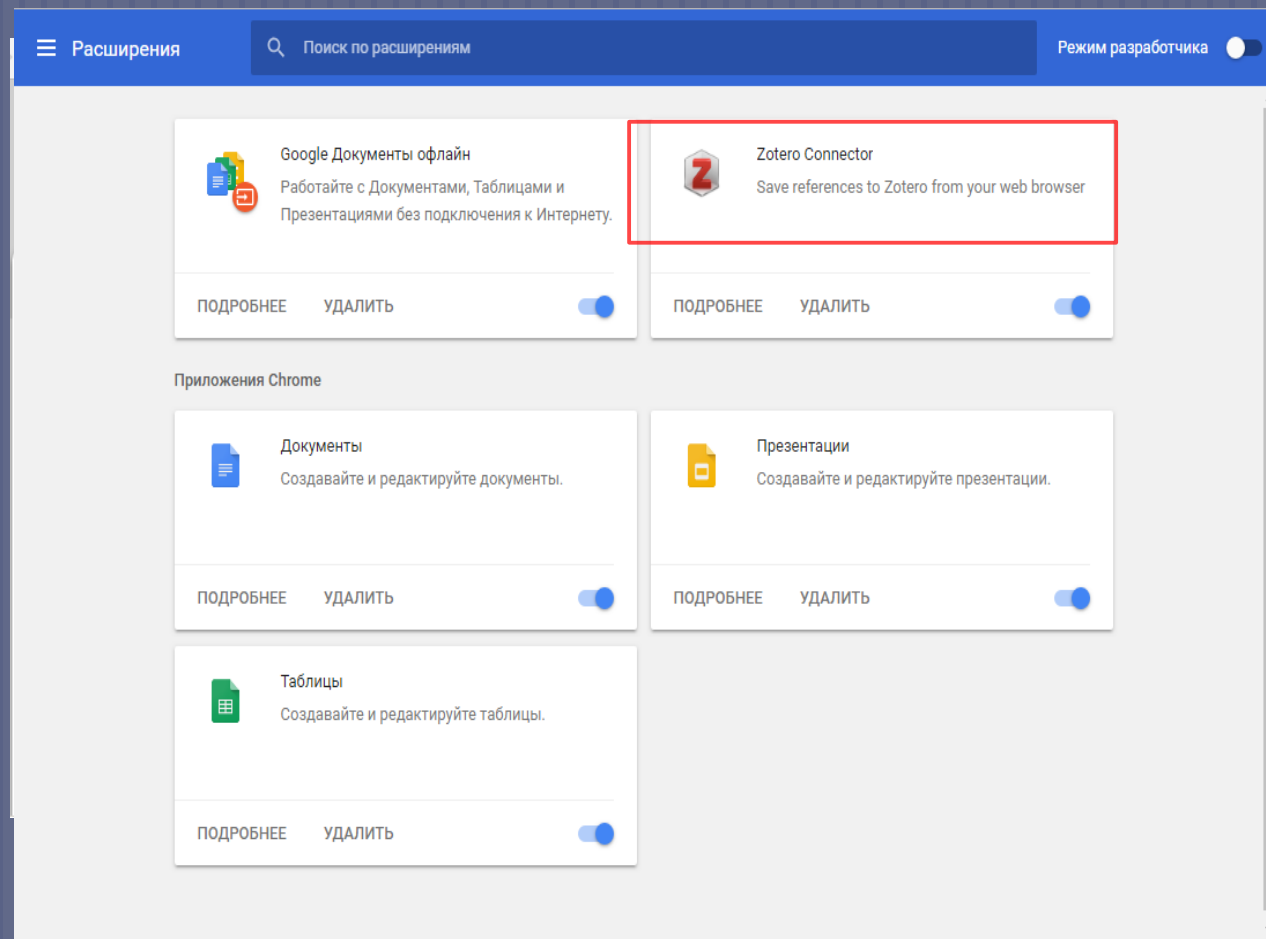 Расширения
Поиск по расширениям
Режим разработчика
Google Документы офлайн
Работайте с Документами, Таблицами и
Презентациями без подключения к Интернету.
ПОДРОБНЕЕ УДАЛИТЬ
Z
Zotero Connector
Save references to Zotero from your web browser
ПОДРОБНЕЕ УДАЛИТЬ
Приложения Chrome
Документы
Создавайте и редактируйте документы.
ПОДРОБНЕЕ УДАЛИТЬ
Презентации
Создавайте и редактируйте презентации.
ПОДРОБНЕЕ УДАЛИТЬ
Таблицы
Создавайте и редактируйте таблицы.
ПОДРОБНЕЕ УДАЛИТЬ